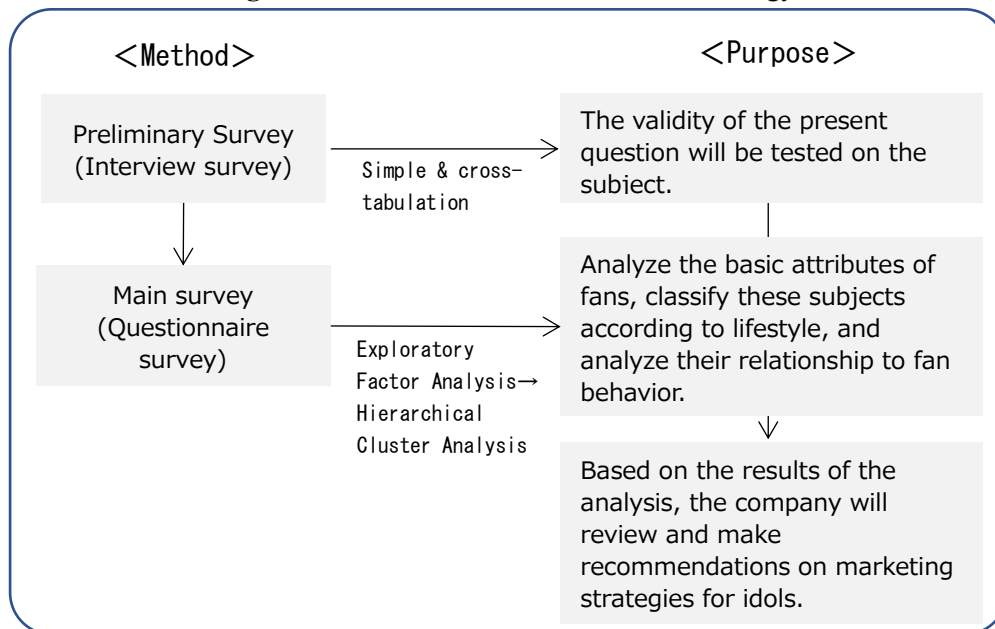 ＜Method＞
＜Purpose＞
Preliminary Survey
(Interview survey)
Simple & cross-
tabulation
The validity of the present
question will be tested on the
subject.
Main survey
(Questionnaire
survey)
Exploratory
Factor Analysis→
Hierarchical
Cluster Analysis
Analyze the basic attributes of
fans, classify these subjects
according to lifestyle, and
analyze their relationship to fan
behavior.
Based on the results of the
analysis, the company will
review and make
recommendations on marketing
strategies for idols.